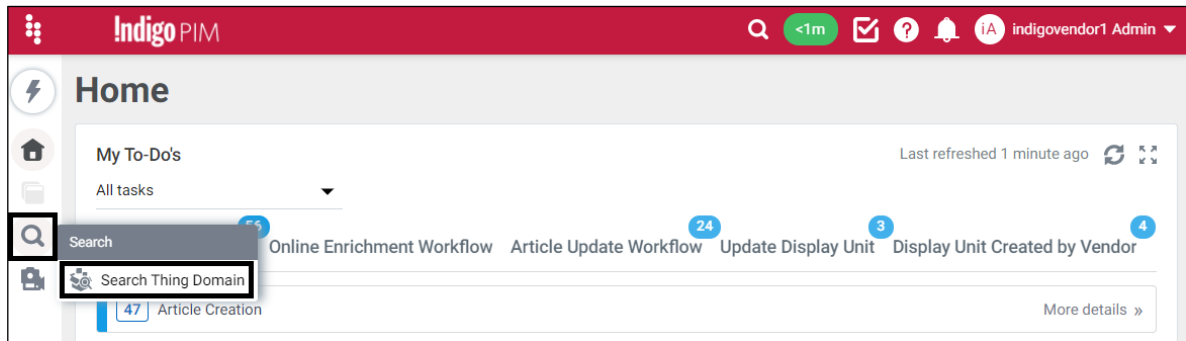 !ndigo PIM
<1m
iA indigovendor1 Admin
Home
My To-Do's
Last refreshed 1 minute ago
All tasks
56
24
3
4
Search
Online Enrichment Workflow Article Update Workflow Update Display Unit Display Unit Created by Vendor
Search Thing Domain
47 Article Creation
More details »